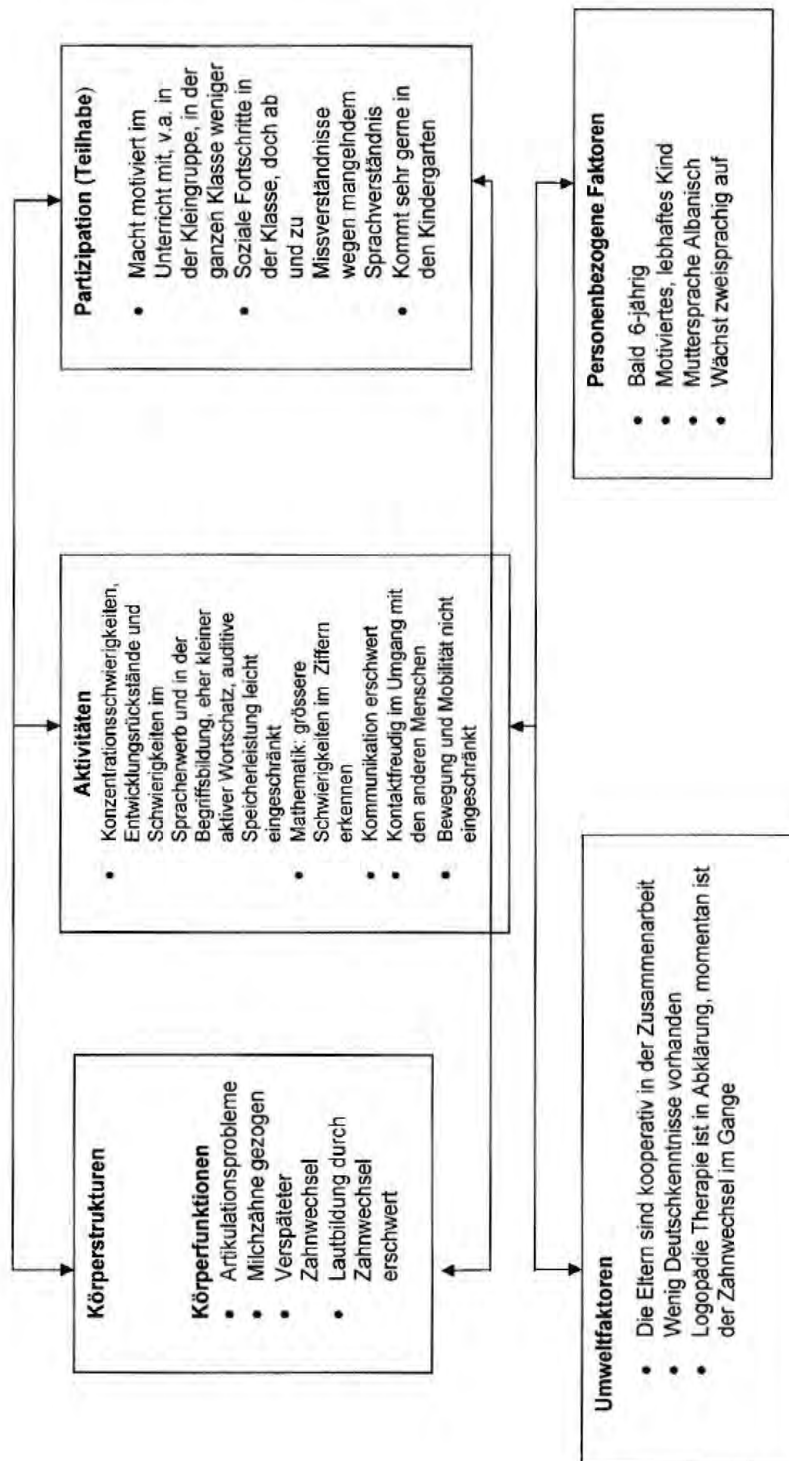 Körperstrukturen
Körperfunktionen
• Artikulationsprobleme
• Milchzähne gezogen
• Verspäteter
Zahnwechsel
• Lautbildung durch
Zahnwechsel
erschwert
Aktivitäten
• Konzentrationsschwierigkeiten,
Entwicklungsrückstände und
Schwierigkeiten im
Spracherwerb und in der
Begriffsbildung, eher kleiner
aktiver Wortschatz, auditive
Speicherleistung leicht
eingeschränkt
• Mathematik: grössere
Schwierigkeiten im Ziffern
erkennen
• Kommunikation erschwert
• Kontaktfreudig im Umgang mit
den anderen Menschen
• Bewegung und Mobilität nicht
eingeschränkt
Partizipation (Teilhabe)
• Macht motiviert im
Unterricht mit, v.a. in
der Kleingruppe, in der
ganzen Klasse weniger
• Soziale Fortschritte in
der Klasse, doch ab
und zu
Missverständnisse
wegen mangelndem
Sprachverständnis
• Kommt sehr gerne in
den Kindergarten
Umweltfaktoren
• Die Eltern sind kooperativ in der Zusammenarbeit
• Wenig Deutschkenntnisse vorhanden
• Logopädie Therapie ist in Abklärung, momentan ist
der Zahnwechsel im Gange
Personenbezogene Faktoren
• Bald 6-jährig
• Motiviertes, lebhaftes Kind
• Muttersprache Albanisch
• Wächst zweisprachig auf